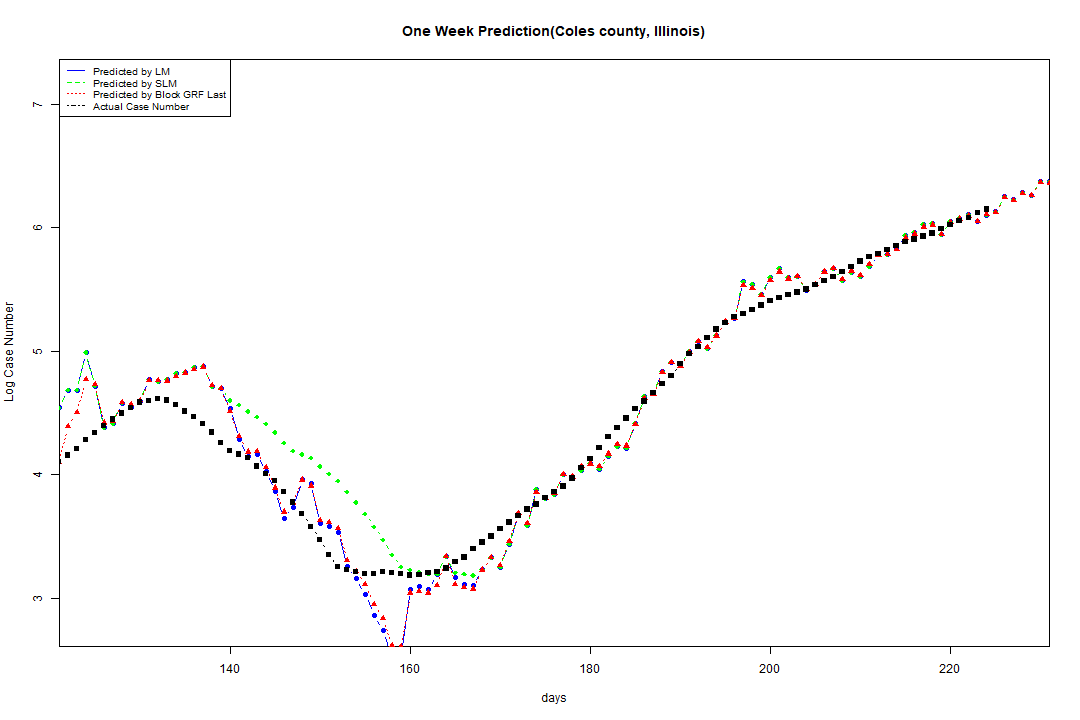 One Week Prediction(Coles county, Illinois)
Predicted by LM
Predicted by SLM
Predicted by Block GRF Last
Actual Case Number
7
6
5
4
3
Log Case Number
140 160 180 200 220
days